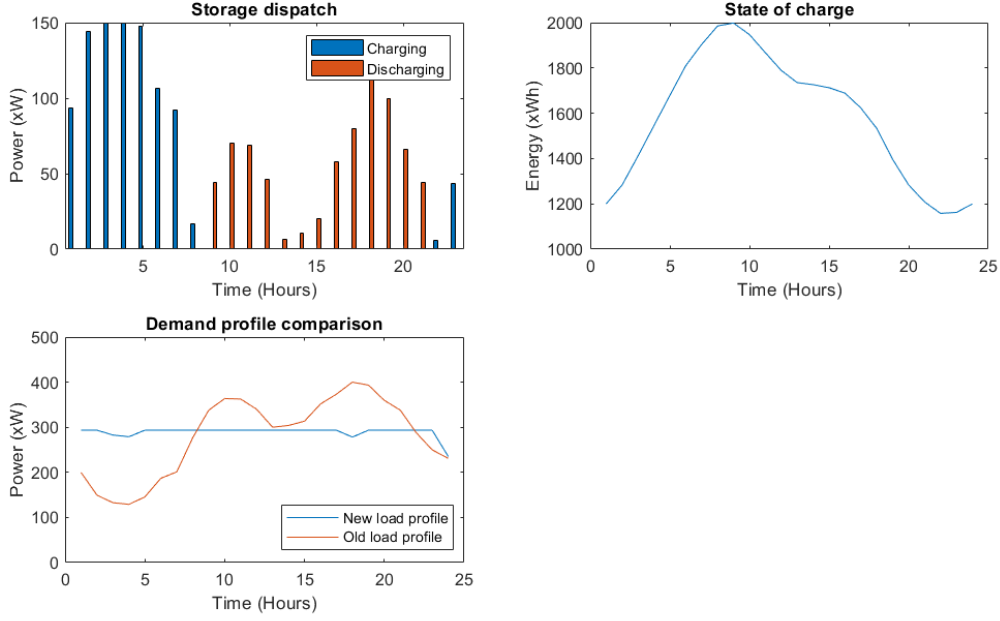 Storage dispatch
150
100
50
0
Power (xW)
Charging
Discharging
5
10
15
20
Time (Hours)
State of charge
2000
1800
1600
1400
1200
1000
Energy (xWh)
0
5
10
15
20
25
Time (Hours)
Demand profile comparison
500
400
300
200
100
0
Power (xW)
New load profile
Old load profile
0
5
10
15
20
25
Time (Hours)